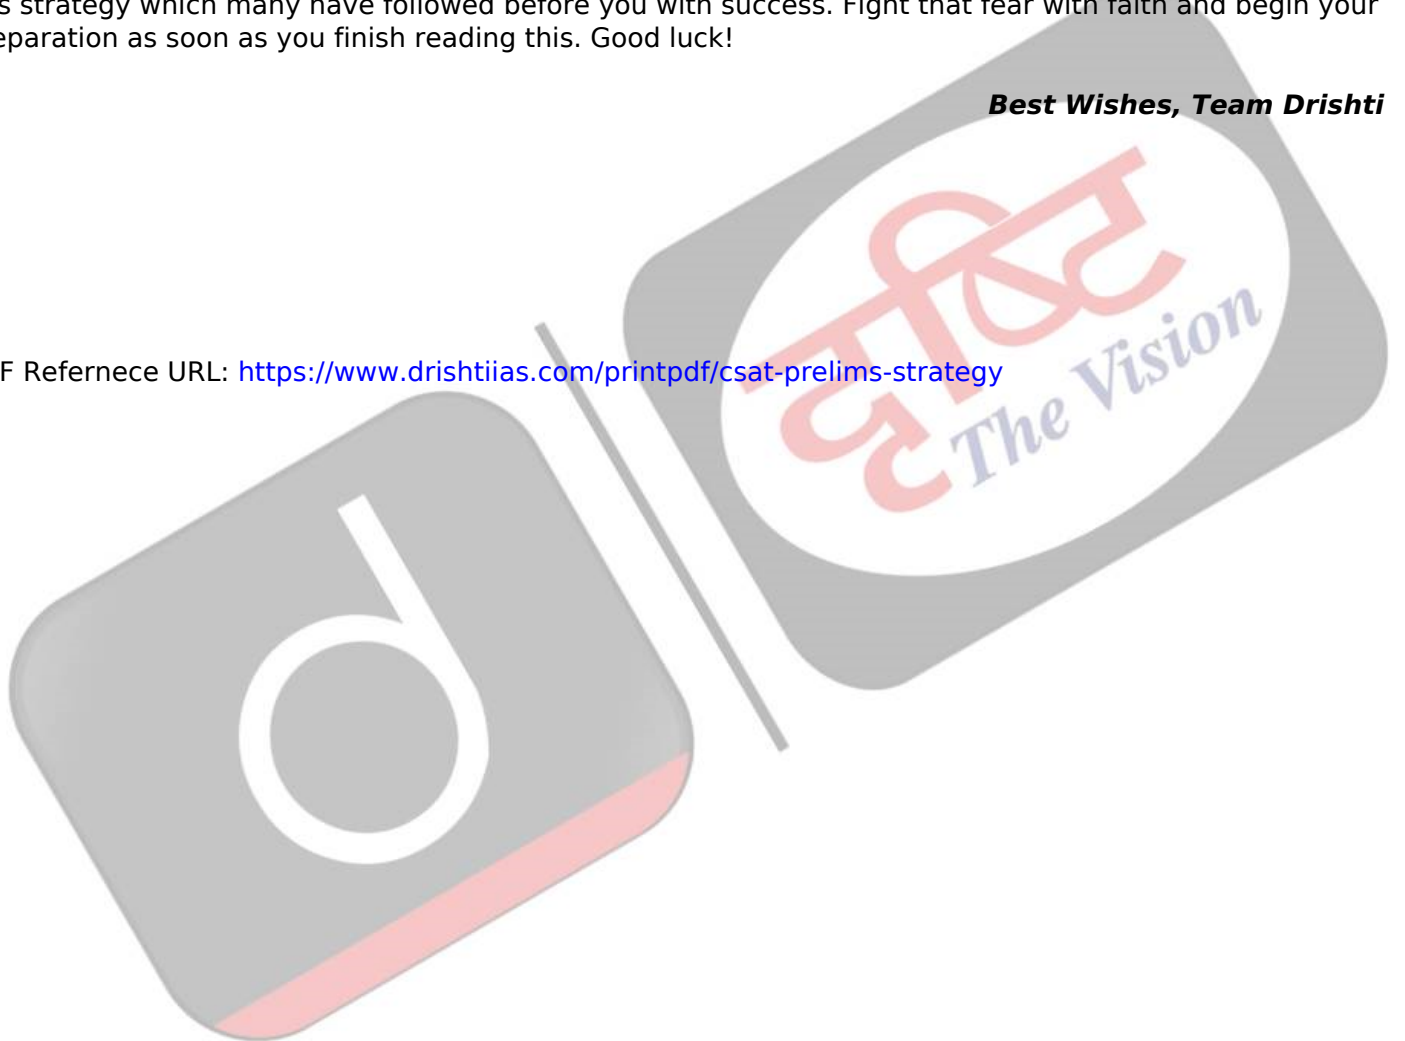 s strategy which many have followed before you with success. Fight that fear with faith and begin your
eparation as soon as you finish reading this. Good luck!
Best Wishes, Team Drishti
F Refernece URL: https://www.drishtiias.com/printpdf/csat-prelims-strategy
दृष्टि
The Vision
d